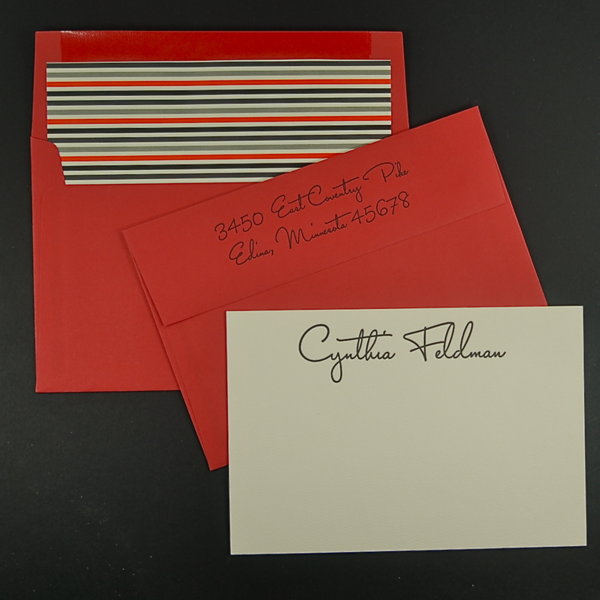 3450 East Coventry Pike
Edina, Minnesota 45678
Cynthia Feldman